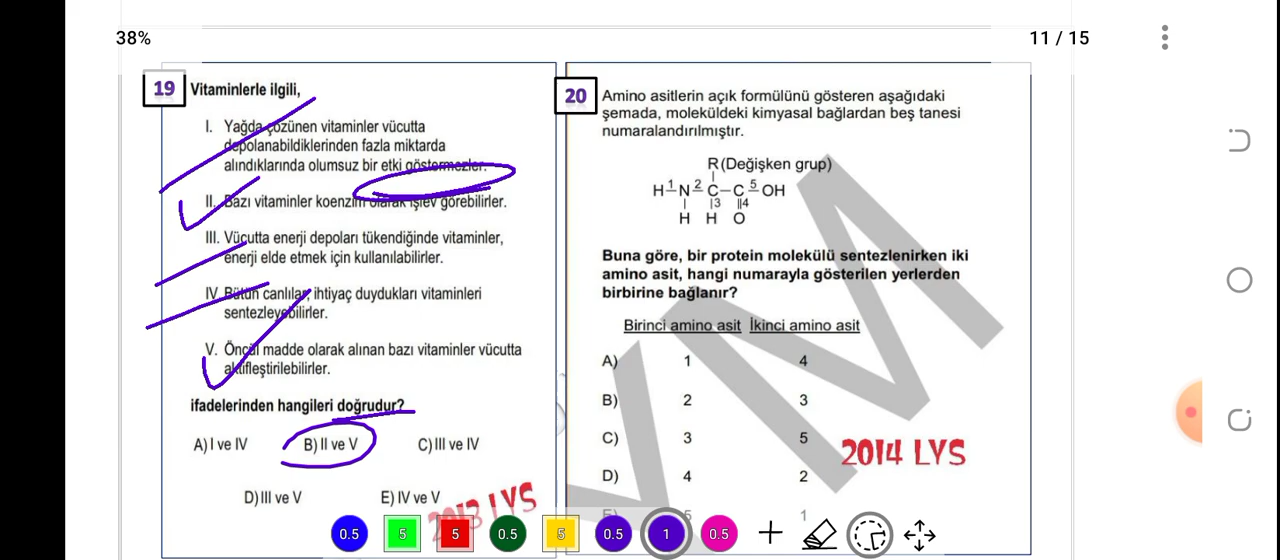 38%
11 / 15
19 Vitaminlerle ilgili,
I. Yağda çözünen vitaminler vücutta
depolanabildiklerinden fazla miktarda
alındıklarında olumsuz bir etki göstermezler.
II. Bazı vitaminler koenzim olarak işlev görebilirler.
III. Vücutta enerji depoları tükendiğinde vitaminler,
enerji elde etmek için kullanılabilirler.
IV. Bütün canlılar, ihtiyaç duydukları vitaminleri
sentezleyebilirler.
V. Öncül madde olarak alınan bazı vitaminler vücutta
aktifleştirilebilirler.
ifadelerinden hangileri doğrudur?
A) I ve IV B) II ve V C) III ve IV
D) III ve V E) IV ve V
2013 LYS
20 Amino asitlerin açık formülünü gösteren aşağıdaki
şemada, moleküldeki kimyasal bağlardan beş tanesi
numaralandırılmıştır.
R (Değişken grup)
H 1 N 2 C – C 5 OH
3 4
H H O
Buna göre, bir protein molekülü sentezlenirken iki
amino asit, hangi numarayla gösterilen yerlerden
birbirine bağlanır?
Birinci amino asit İkinci amino asit
A) 1 4
B) 2 3
C) 3 5
D) 4 2
E) 5 1
2014 LYS
YM
0.5 5 5 0.5 5 0.5 1 0.5